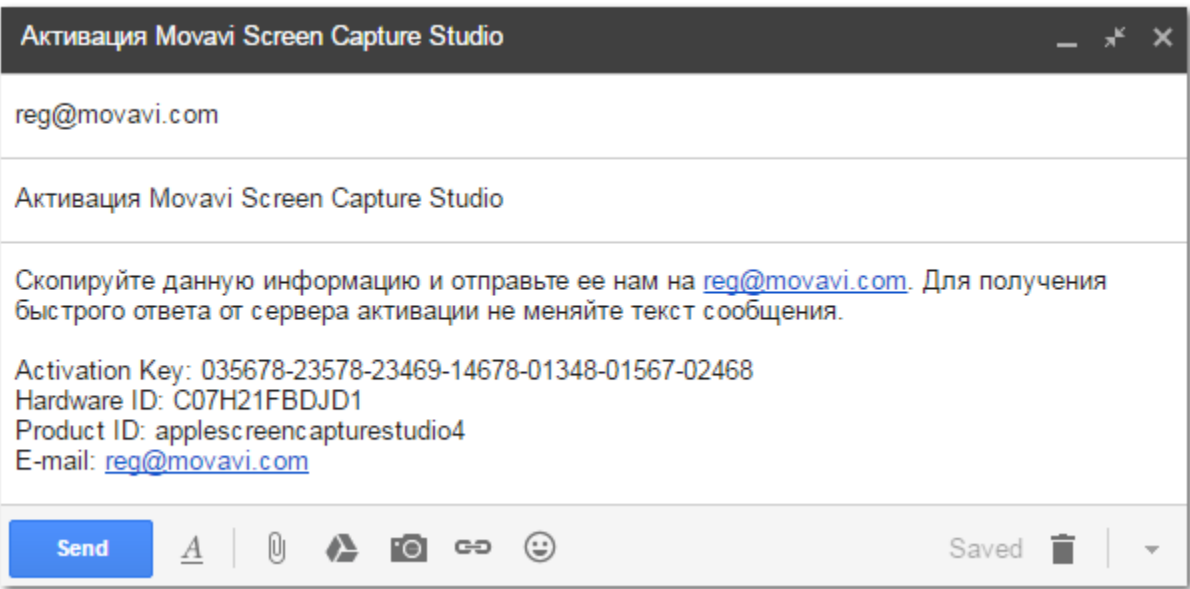 Активация Movavi Screen Capture Studio
reg@movavi.com
Активация Movavi Screen Capture Studio
Скопируйте данную информацию и отправьте ее нам на reg@movavi.com. Для получения
быстрого ответа от сервера активации не меняйте текст сообщения.
Activation Key: 035678-23578-23469-14678-01348-01567-02468
Hardware ID: C07H21FBDJD1
Product ID: applescreencapturestudio4
E-mail: reg@movavi.com
Send A Saved